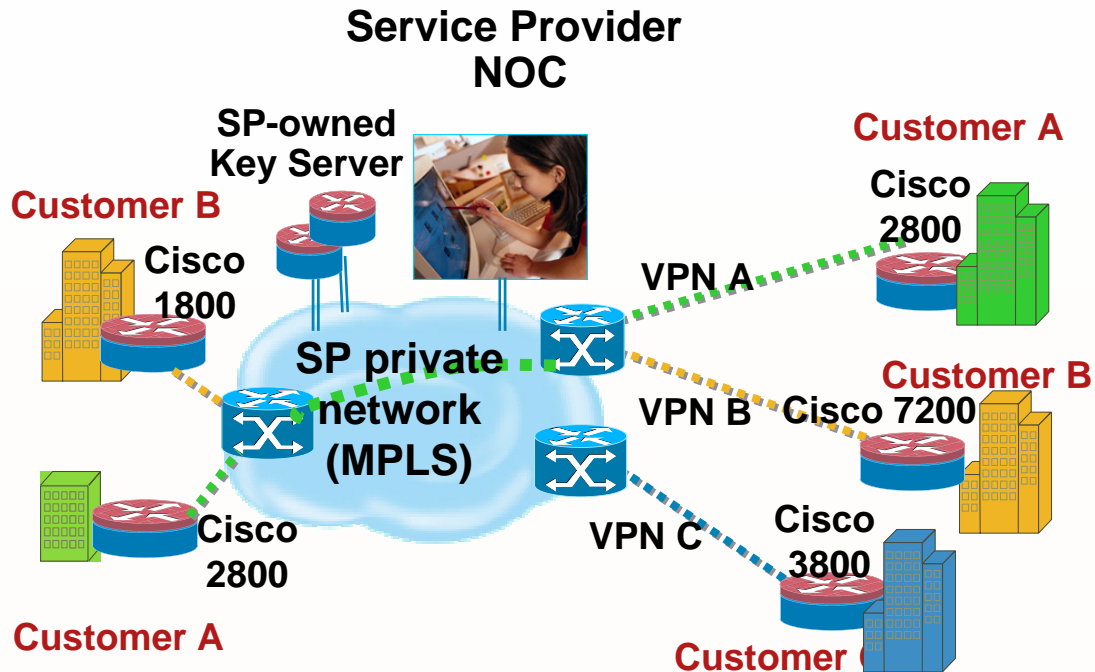 Service Provider
NOC
SP-owned
Key Server
Customer A
Cisco
2800
Customer B
Cisco
1800
VPN A
SP private
network
(MPLS)
Customer B
Cisco 7200
VPN B
Cisco
2800
VPN C
Cisco
3800
Customer A
Customer